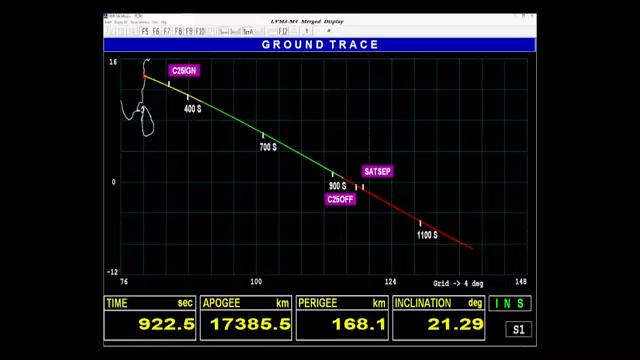 LVM3-M4 Merged Display
F5 F6 F7 F8 F9 F10 F12
GROUND TRACE
16
C25IGN
400 S
700 S
SATSEP
0
900 S
C25OFF
1100 S
-12
Grid -> 4 deg
76 100 124 148
TIME sec APOGEE km PERIGEE km INCLINATION deg INS
922.5 17385.5 168.1 21.29 S1